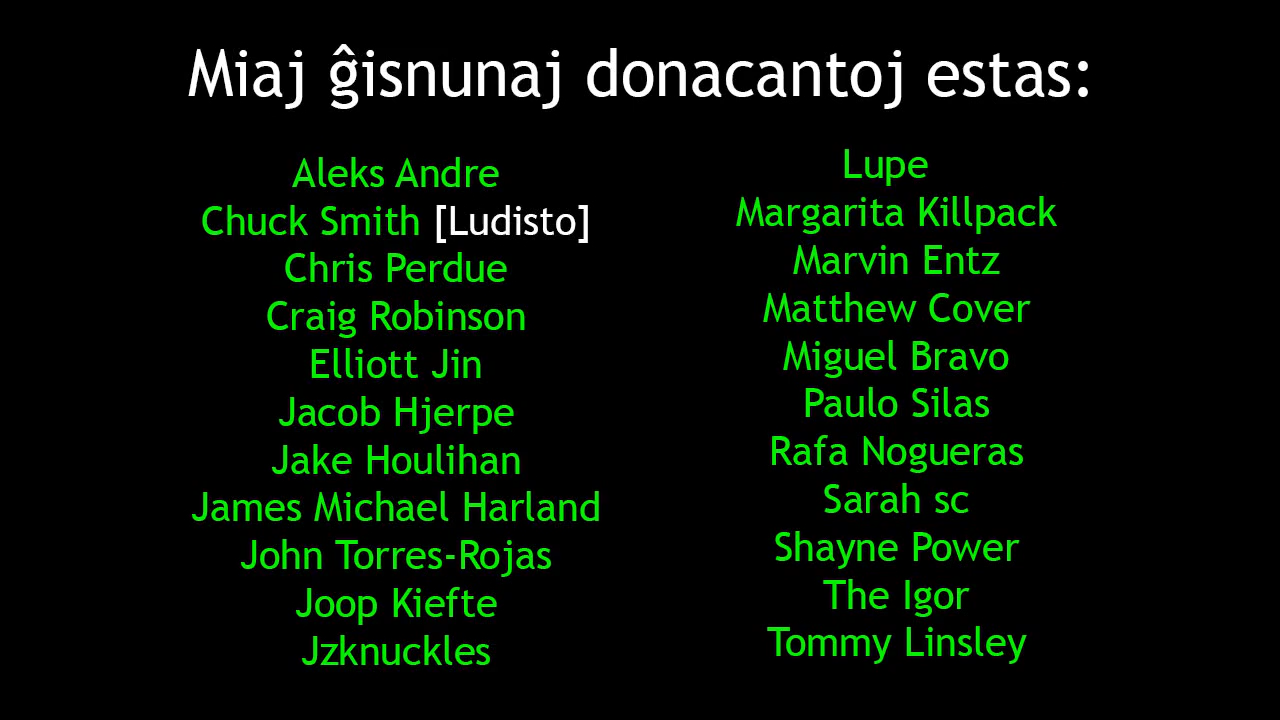 Miaj ĝisnunaj donacantoj estas:
Aleks Andre
Chuck Smith [Ludisto]
Chris Perdue
Craig Robinson
Elliott Jin
Jacob Hjerpe
Jake Houlihan
James Michael Harland
John Torres-Rojas
Joop Kiefte
Jzknuckles
Lupe
Margarita Killpack
Marvin Entz
Matthew Cover
Miguel Bravo
Paulo Silas
Rafa Nogueras
Sarah sc
Shayne Power
The Igor
Tommy Linsley